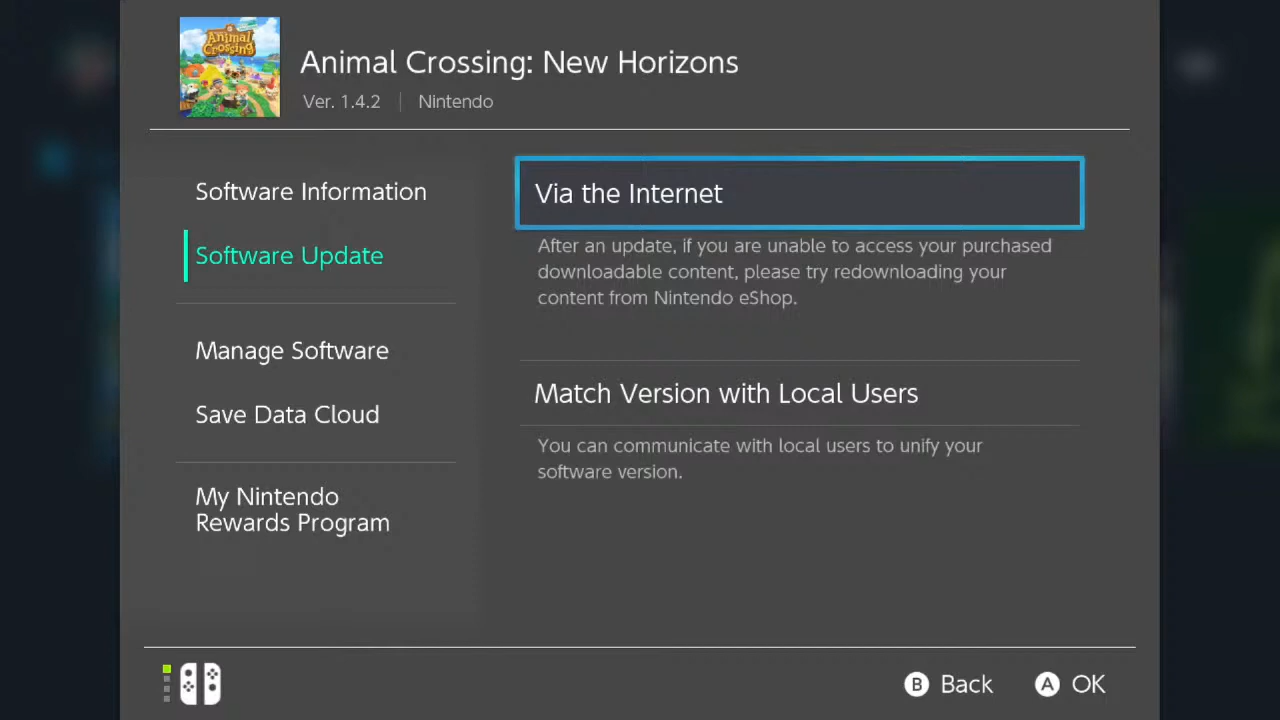 Animal Crossing
Animal Crossing: New Horizons
Ver. 1.4.2 | Nintendo
Software Information
Software Update
Manage Software
Save Data Cloud
My Nintendo
Rewards Program
Via the Internet
After an update, if you are unable to access your purchased
downloadable content, please try redownloading your
content from Nintendo eShop.
Match Version with Local Users
You can communicate with local users to unify your
software version.
B Back A OK